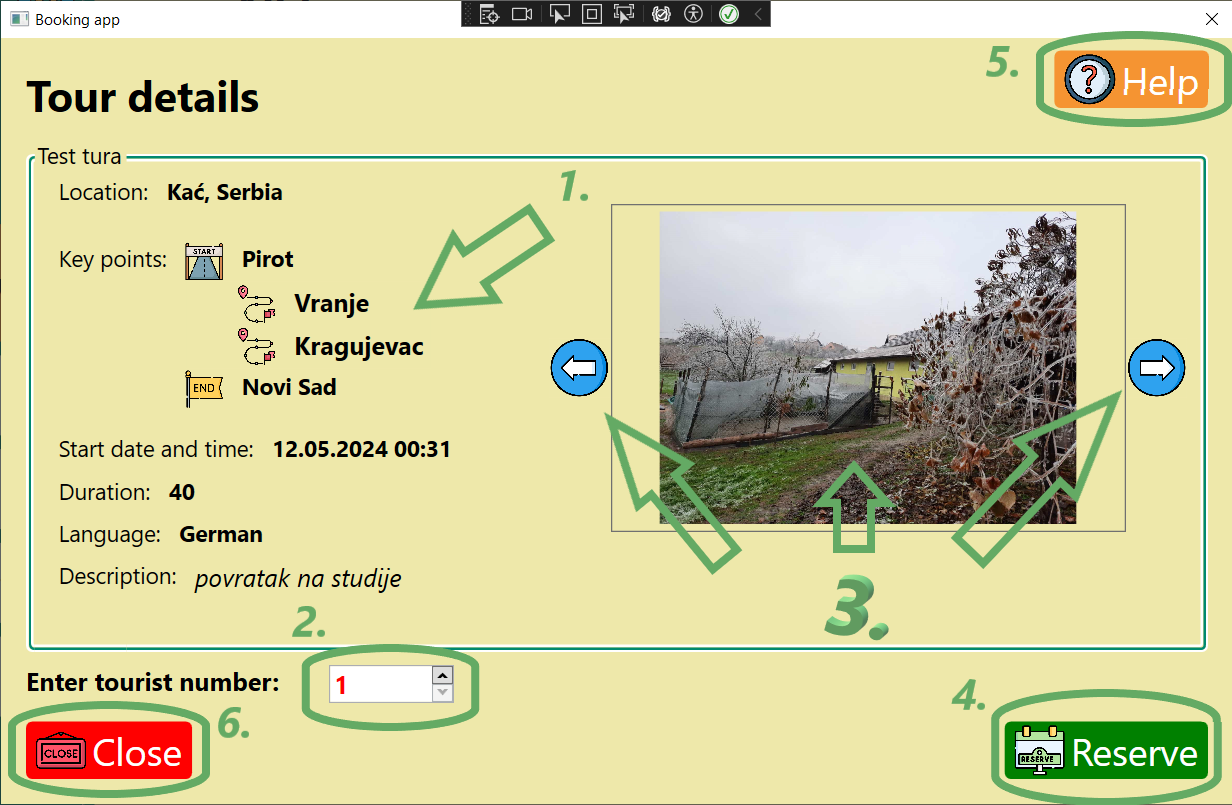 Booking app
5.
Help
Tour details
Test tura
1.
Location: Kać, Serbia
Key points: START Pirot
Vranje
Kragujevac
END Novi Sad
Start date and time: 12.05.2024 00:31
Duration: 40
Language: German
Description: povratak na studije
3.
2.
Enter tourist number: 1
4.
CLOSE Close
6.
RESERVE Reserve